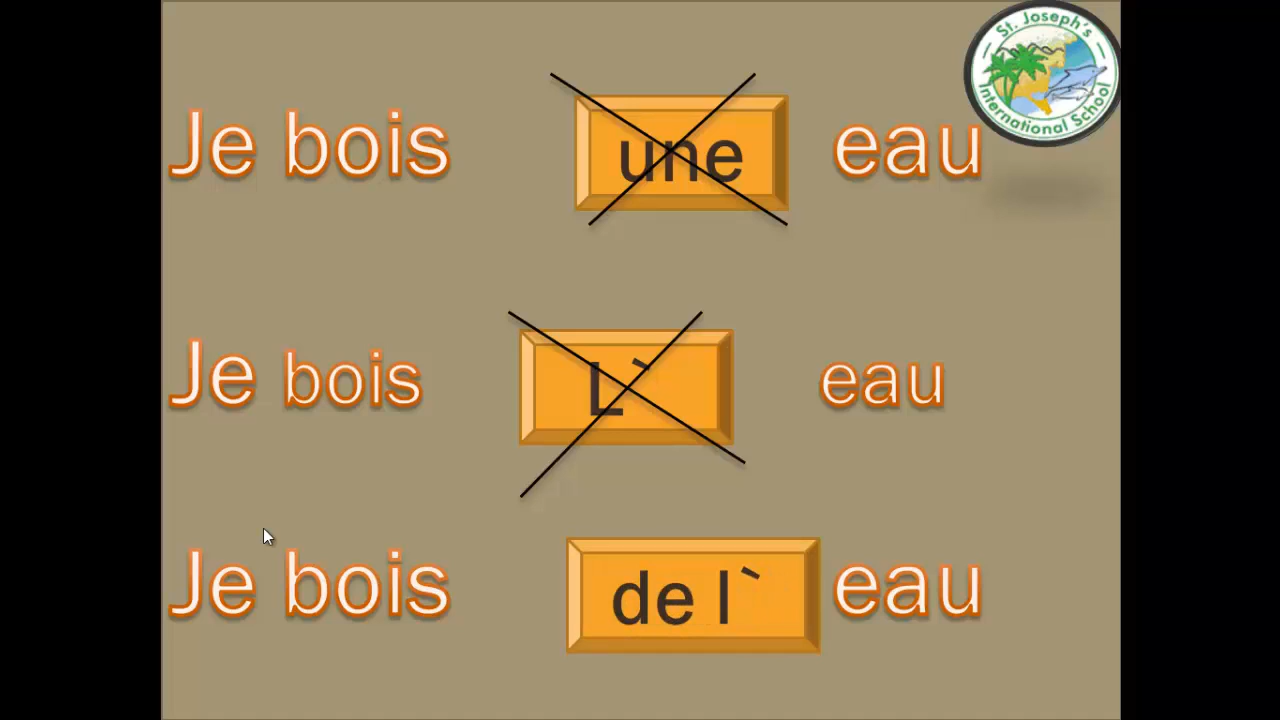 Je bois une eau
St. Joseph's
International School
Je bois L` eau
Je bois de l` eau